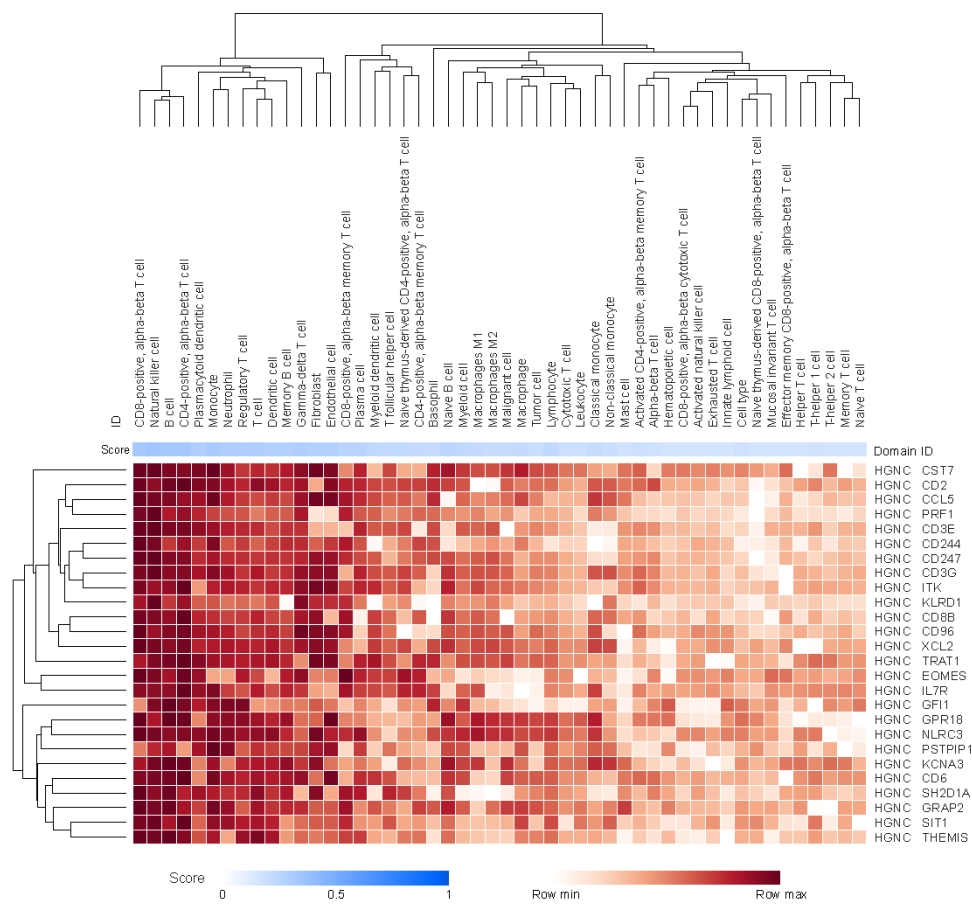 ID
CD8-positive, alpha-beta T cell
Natural killer cell
B cell
CD4-positive, alpha-beta T cell
Plasmacytoid dendritic cell
Monocyte
Neutrophil
Regulatory T cell
T cell
Dendritic cell
Memory B cell
Gamma-delta T cell
Fibroblast
Endothelial cell
CD8-positive, alpha-beta memory T cell
Plasma cell
Myeloid dendritic cell
T follicular helper cell
Naive thymus-derived CD4-positive, alpha-beta T cell
CD4-positive, alpha-beta memory T cell
Basophil
Naive B cell
Myeloid cell
Macrophages M1
Macrophages M2
Malignant cell
Macrophage
Tumor cell
Lymphocyte
Cytotoxic T cell
Leukocyte
Classical monocyte
Non-classical monocyte
Mast cell
Activated CD4-positive, alpha-beta memory T cell
Alpha-beta T cell
Hematopoietic cell
CD8-positive, alpha-beta cytotoxic T cell
Activated natural killer cell
Exhausted T cell
Innate lymphoid cell
Cell type
Naive thymus-derived CD8-positive, alpha-beta T cell
Mucosal invariant T cell
Effector memory CD8-positive, alpha-beta T cell
Helper T cell
T-helper 1 cell
T-helper 2 cell
Memory T cell
Naive T cell
Score Domain ID
HGNC CST7
HGNC CD2
HGNC CCL5
HGNC PRF1
HGNC CD3E
HGNC CD244
HGNC CD247
HGNC CD3G
HGNC ITK
HGNC KLRD1
HGNC CD8B
HGNC CD96
HGNC XCL2
HGNC TRAT1
HGNC EOMES
HGNC IL7R
HGNC GFI1
HGNC GPR18
HGNC NLRC3
HGNC PSTPIP1
HGNC KCNA3
HGNC CD6
HGNC SH2D1A
HGNC GRAP2
HGNC SIT1
HGNC THEMIS
Score
0 0.5 1
Row min Row max